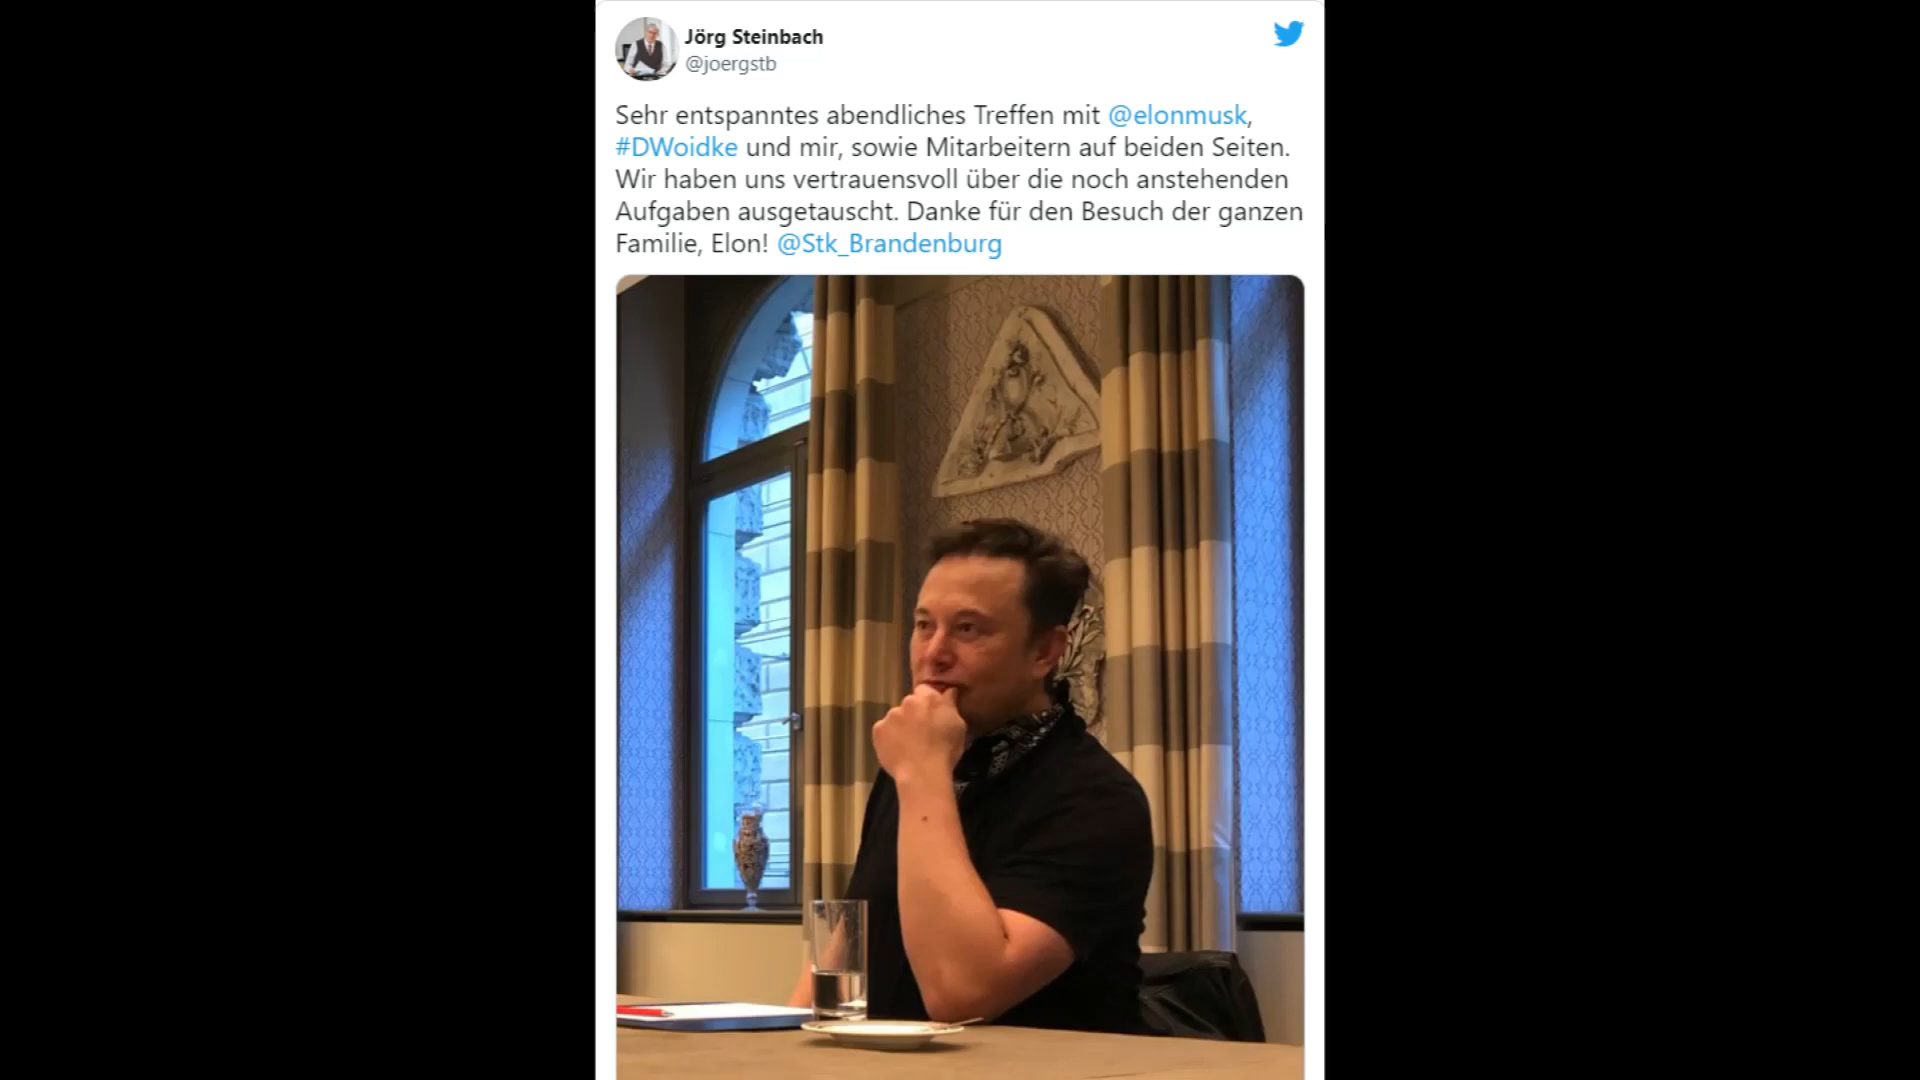 Jörg Steinbach
@joergstb
Sehr entspanntes abendliches Treffen mit @elonmusk,
#DWoidke und mir, sowie Mitarbeitern auf beiden Seiten.
Wir haben uns vertrauensvoll über die noch anstehenden
Aufgaben ausgetauscht. Danke für den Besuch der ganzen
Familie, Elon! @Stk_Brandenburg